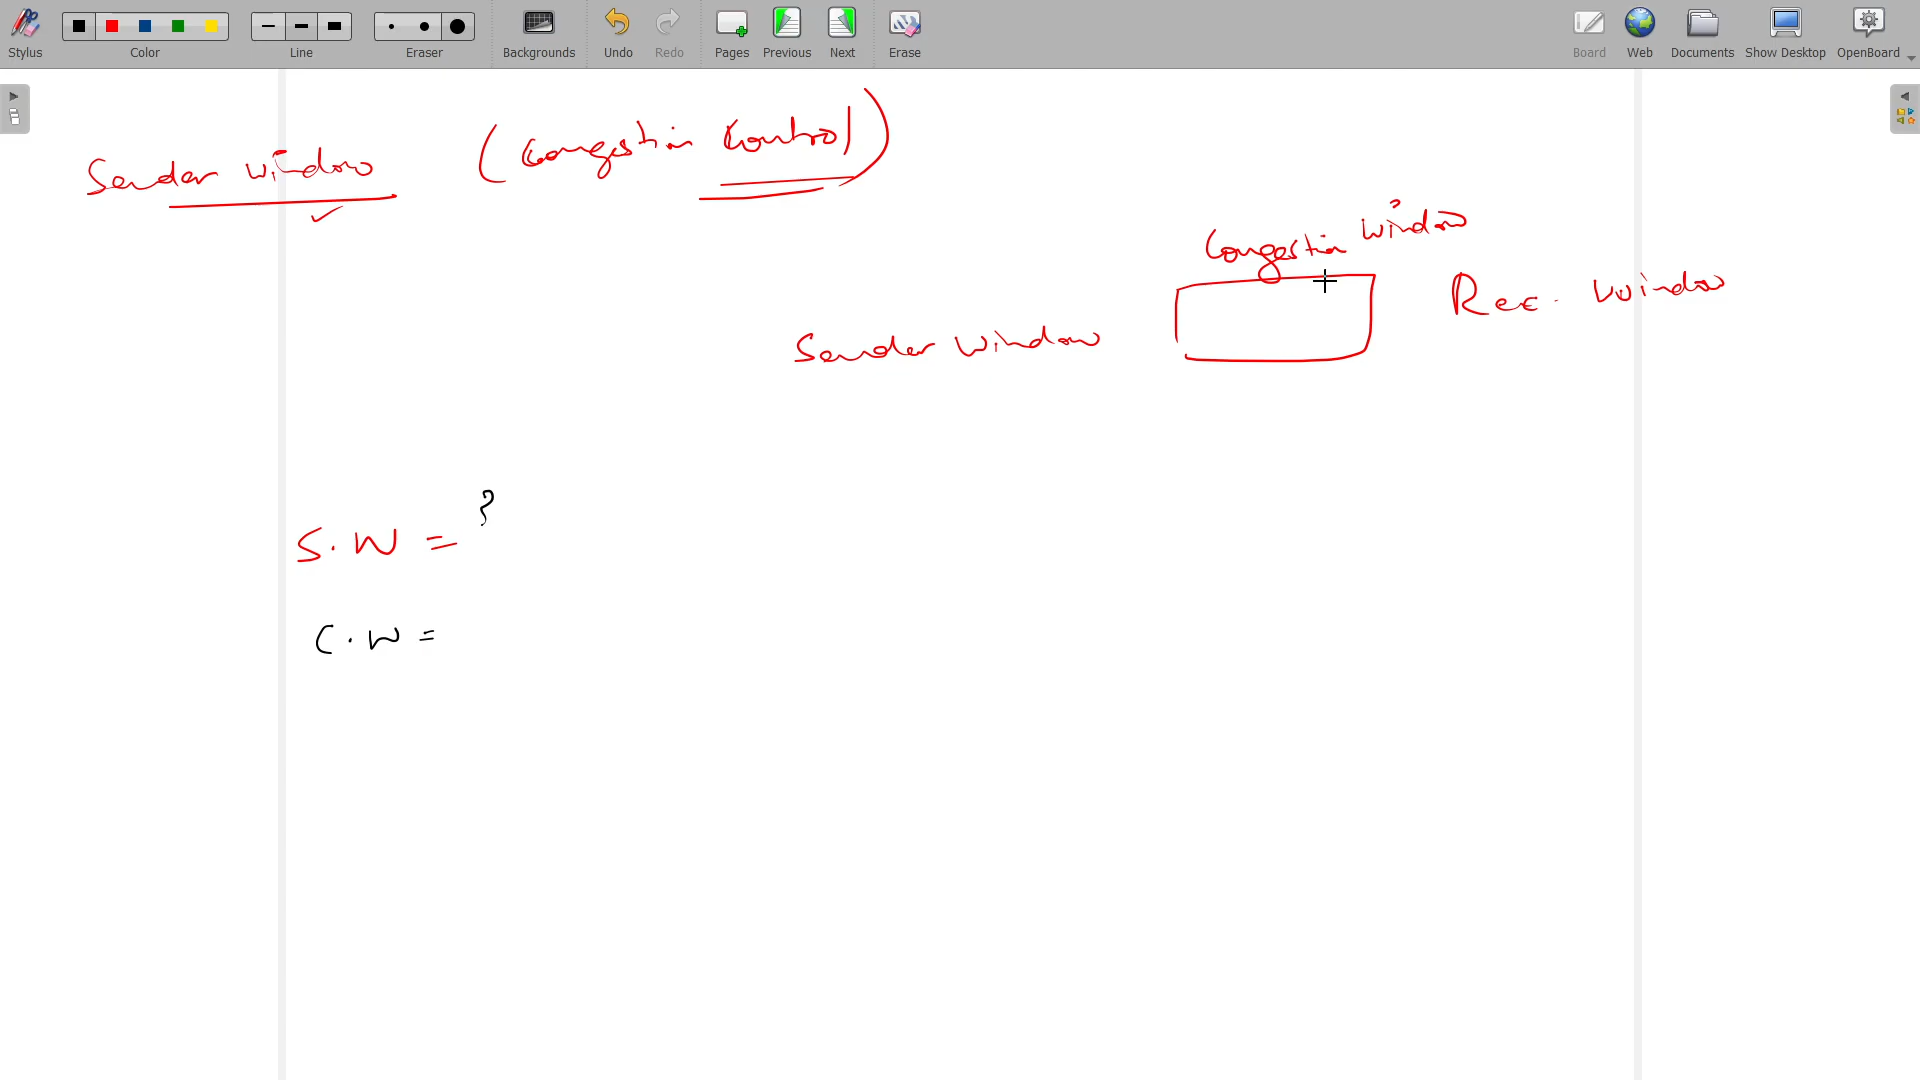 Stylus Color Line Eraser Backgrounds Undo Redo Pages Previous Next Erase Board Web Documents Show Desktop OpenBoard
Sender window (Congestion Control)
Congestion Window
Sender Window Rec. Window
S.W = ?
C.W =